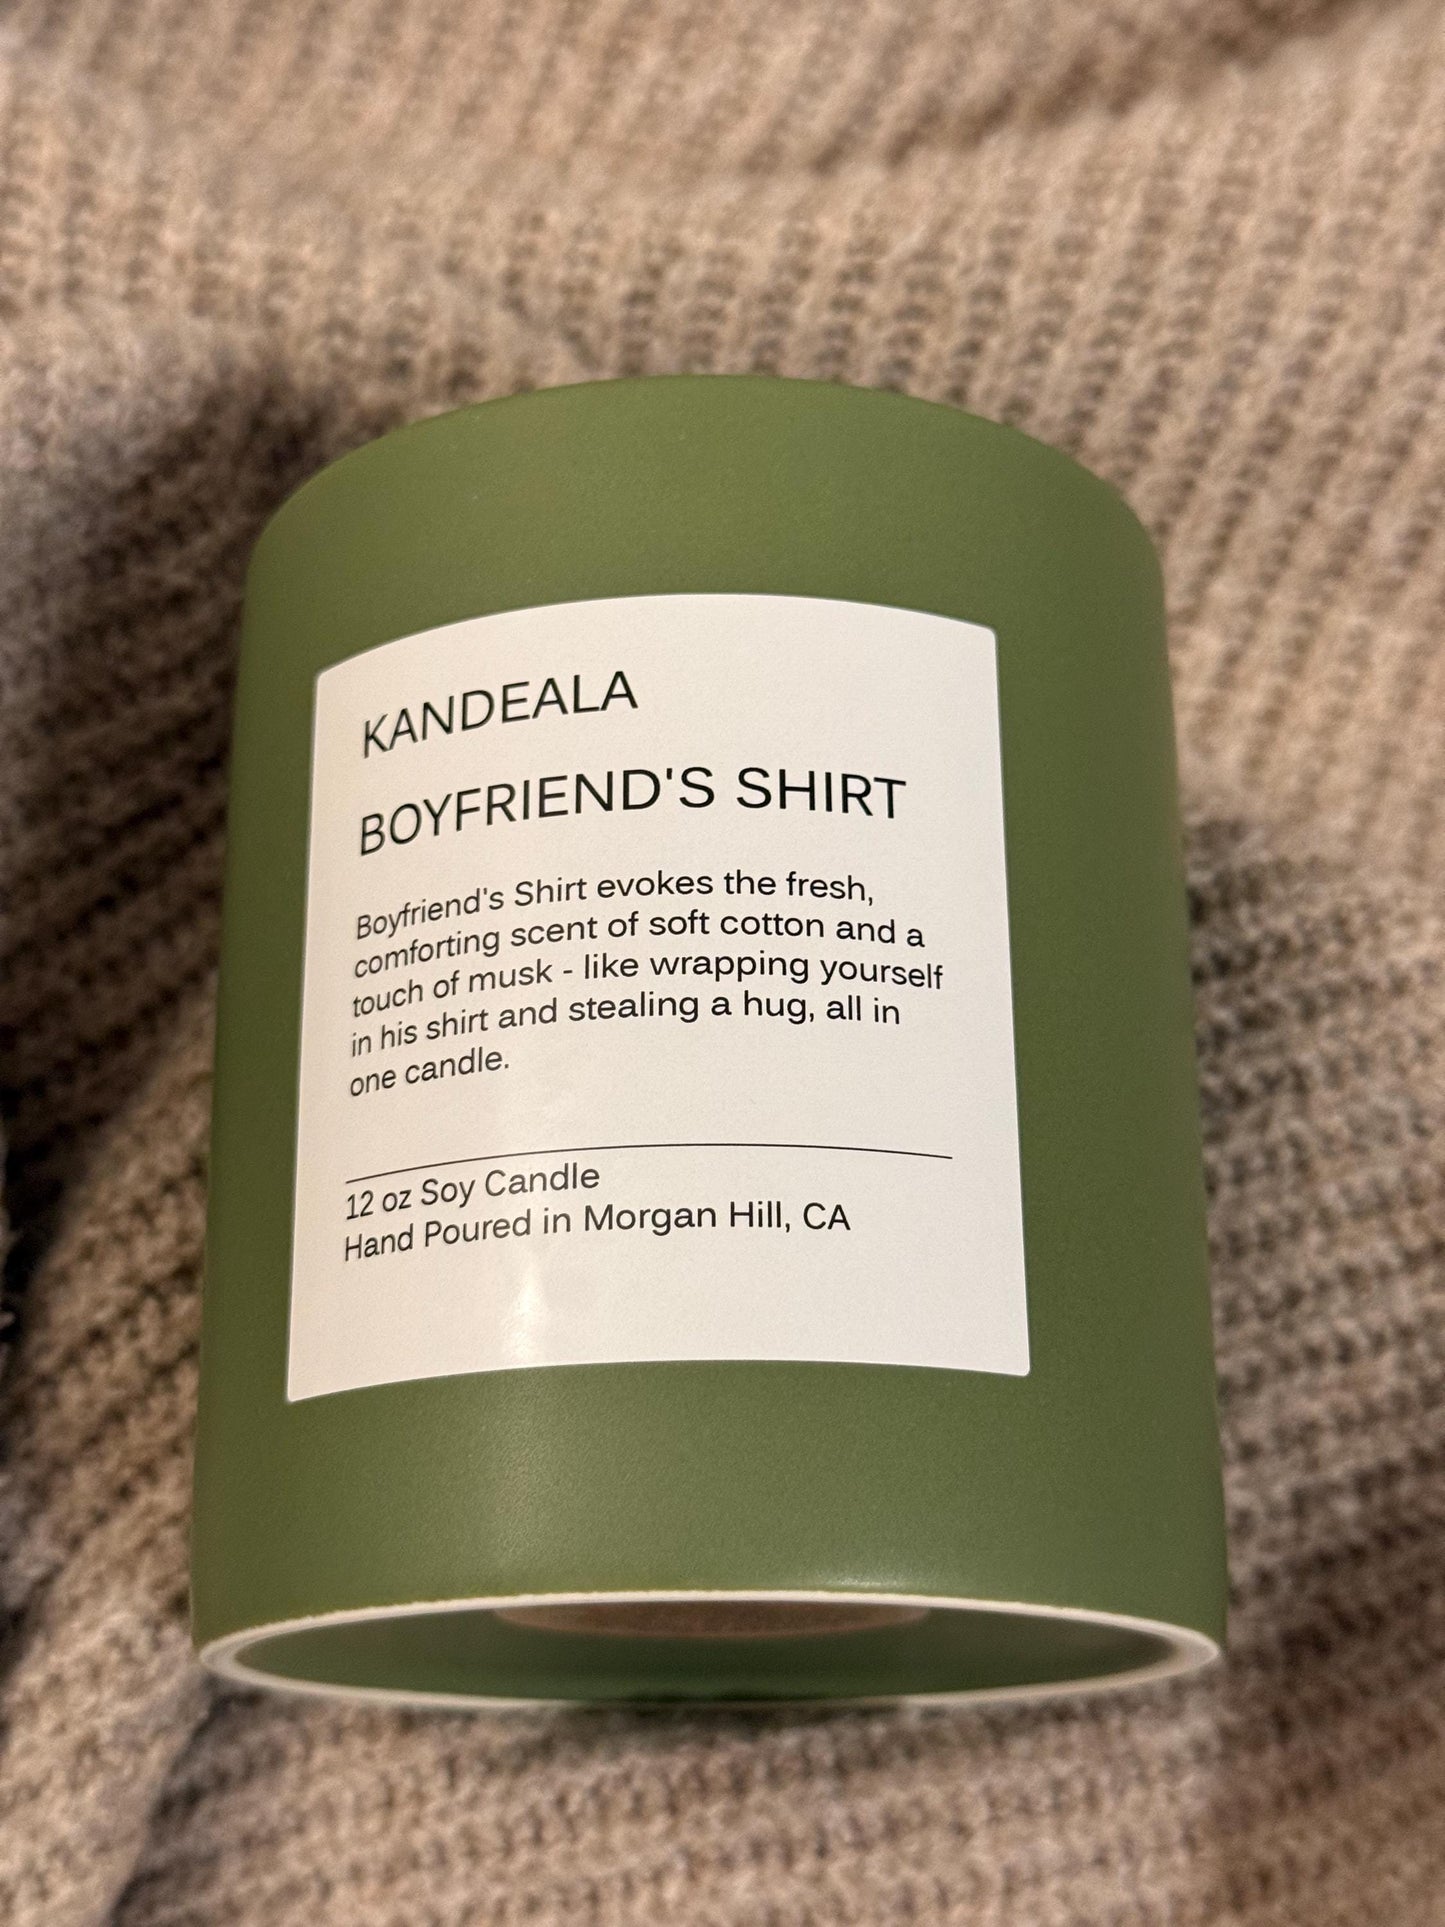 KANDEALA
BOYFRIEND'S SHIRT
Boyfriend's Shirt evokes the fresh,
comforting scent of soft cotton and a
touch of musk - like wrapping yourself
in his shirt and stealing a hug, all in
one candle.
12 oz Soy Candle
Hand Poured in Morgan Hill, CA